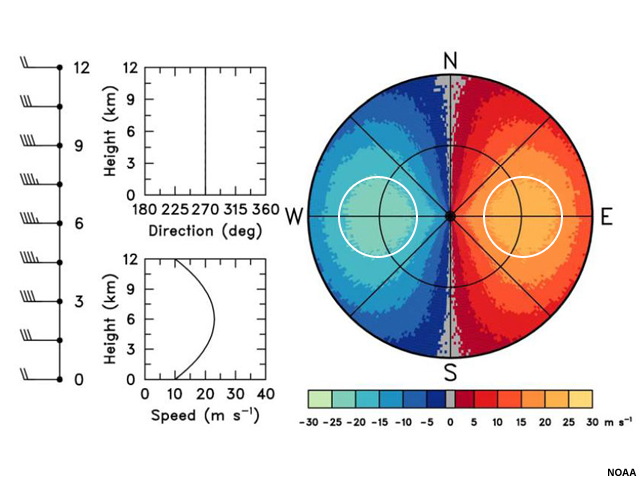 12
9
6
3
0
Height (km)
12
9
6
3
0
180 225 270 315 360
Direction (deg)
Height (km)
12
9
6
3
0
0 10 20 30 40
Speed (m s⁻¹)
N
W
E
S
-30 -25 -20 -15 -10 -5 0 5 10 15 20 25 30 m s⁻¹
NOAA